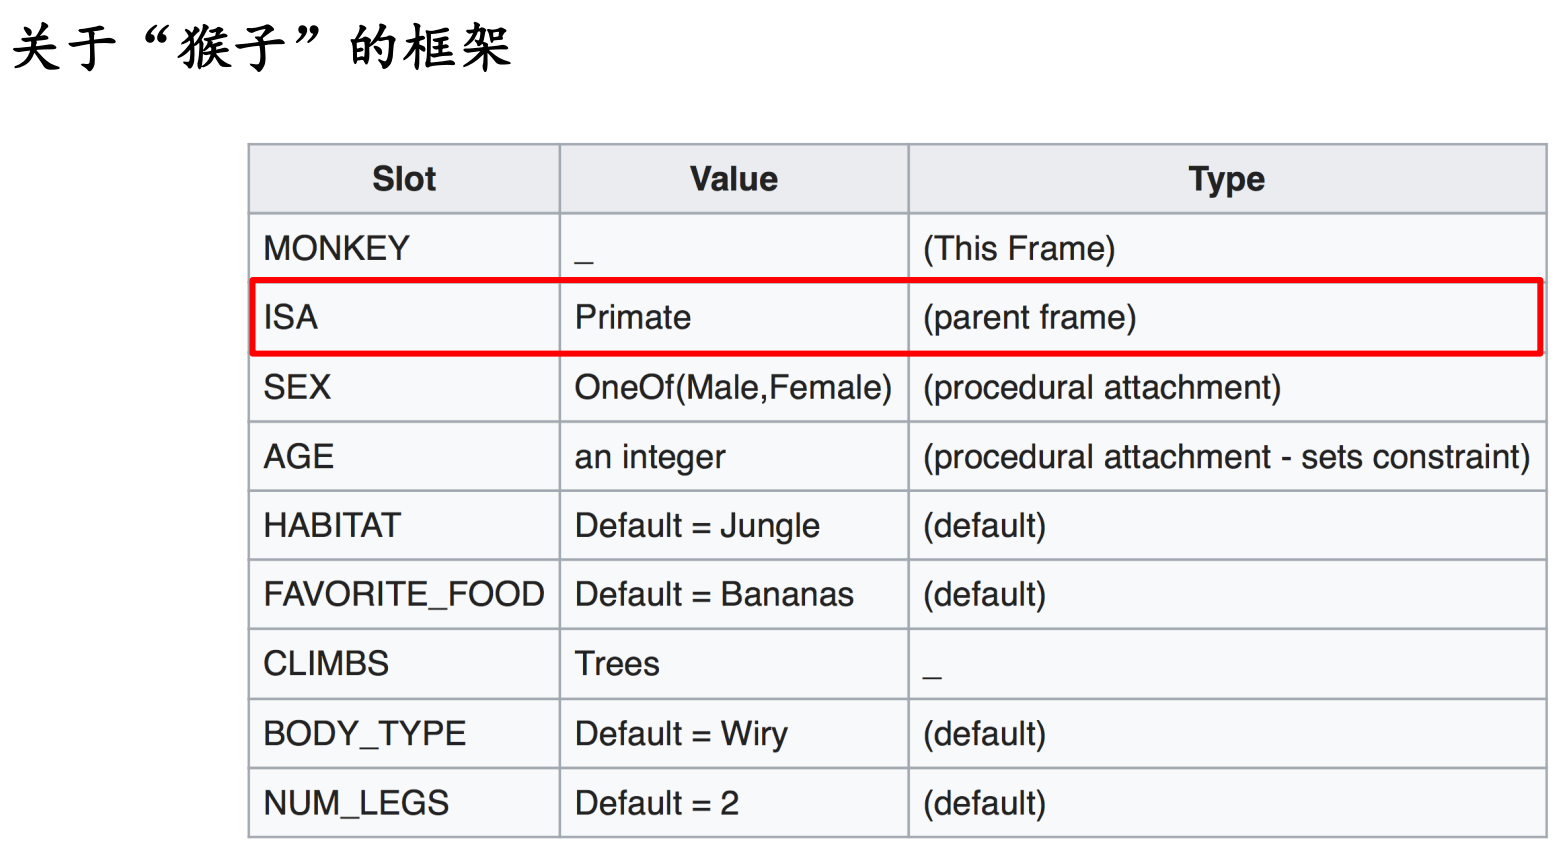 关于“猴子”的框架
Slot Value Type
MONKEY _ (This Frame)
ISA Primate (parent frame)
SEX OneOf(Male,Female) (procedural attachment)
AGE an integer (procedural attachment - sets constraint)
HABITAT Default = Jungle (default)
FAVORITE_FOOD Default = Bananas (default)
CLIMBS Trees _
BODY_TYPE Default = Wiry (default)
NUM_LEGS Default = 2 (default)